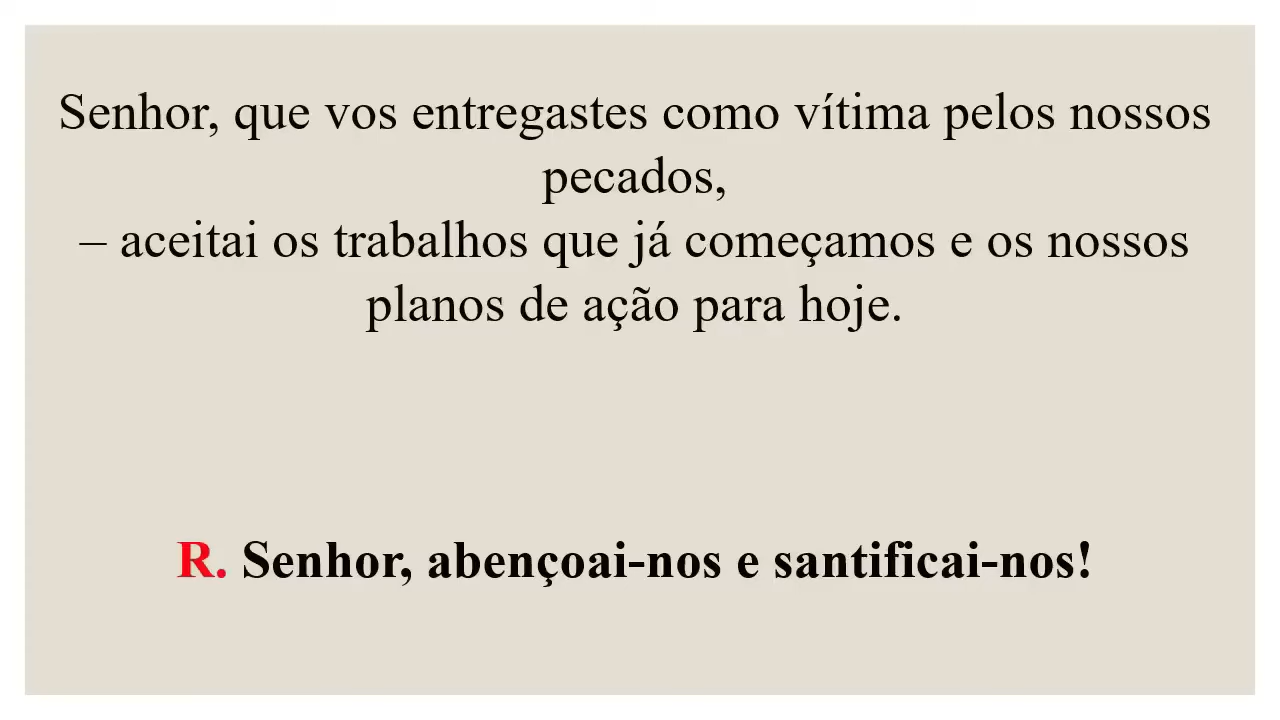 Senhor, que vos entregastes como vítima pelos nossos
pecados,
– aceitai os trabalhos que já começamos e os nossos
planos de ação para hoje.
R. Senhor, abençoai-nos e santificai-nos!